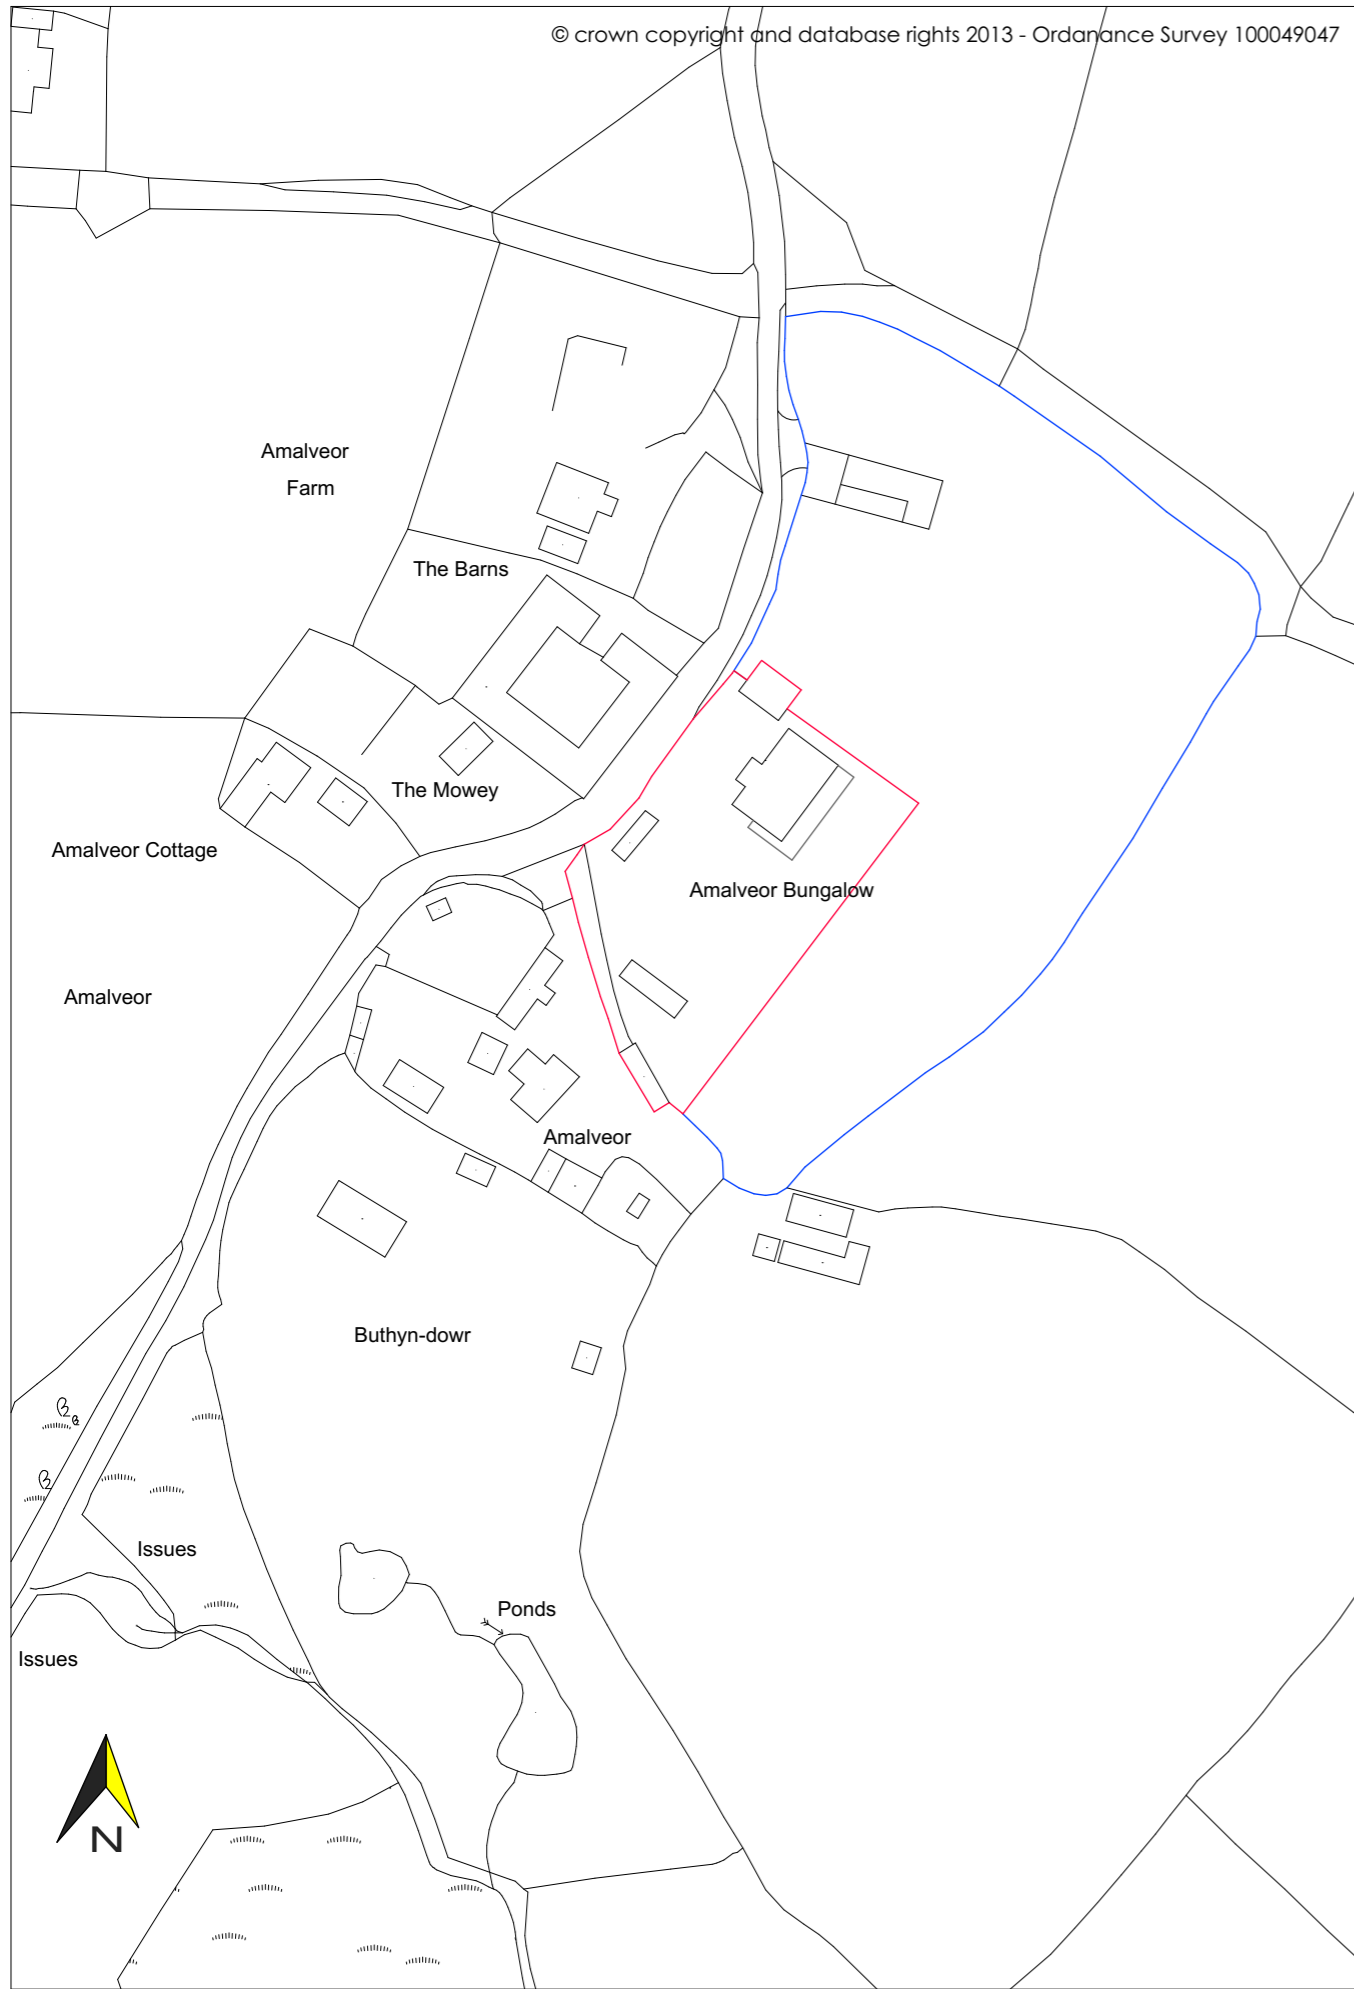 © crown copyright and database rights 2013 - Ordanance Survey 100049047
Amalveor
Farm
The Barns
The Mowey
Amalveor Cottage
Amalveor Bungalow
Amalveor
Amalveor
Buthyn-dowr
Issues
Ponds
Issues
N